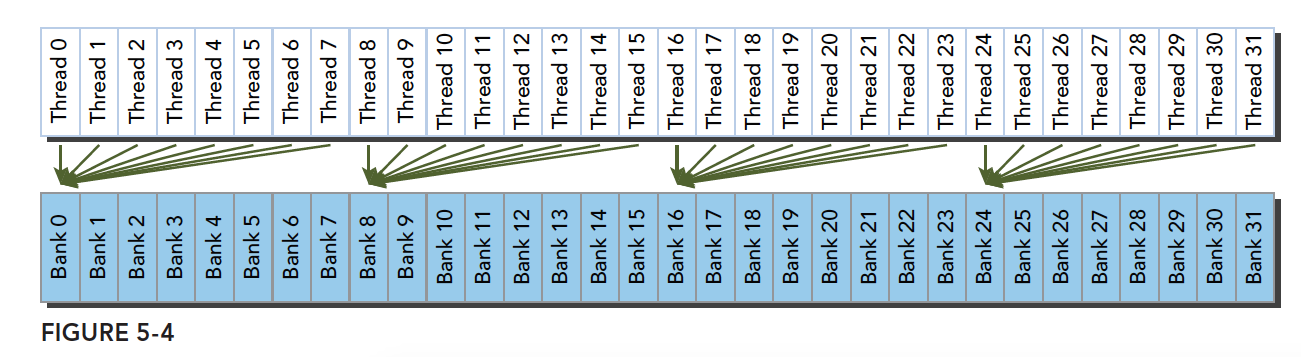 Thread 0 Thread 1 Thread 2 Thread 3 Thread 4 Thread 5 Thread 6 Thread 7 Thread 8 Thread 9 Thread 10 Thread 11 Thread 12 Thread 13 Thread 14 Thread 15 Thread 16 Thread 17 Thread 18 Thread 19 Thread 20 Thread 21 Thread 22 Thread 23 Thread 24 Thread 25 Thread 26 Thread 27 Thread 28 Thread 29 Thread 30 Thread 31
Bank 0 Bank 1 Bank 2 Bank 3 Bank 4 Bank 5 Bank 6 Bank 7 Bank 8 Bank 9 Bank 10 Bank 11 Bank 12 Bank 13 Bank 14 Bank 15 Bank 16 Bank 17 Bank 18 Bank 19 Bank 20 Bank 21 Bank 22 Bank 23 Bank 24 Bank 25 Bank 26 Bank 27 Bank 28 Bank 29 Bank 30 Bank 31
FIGURE 5-4